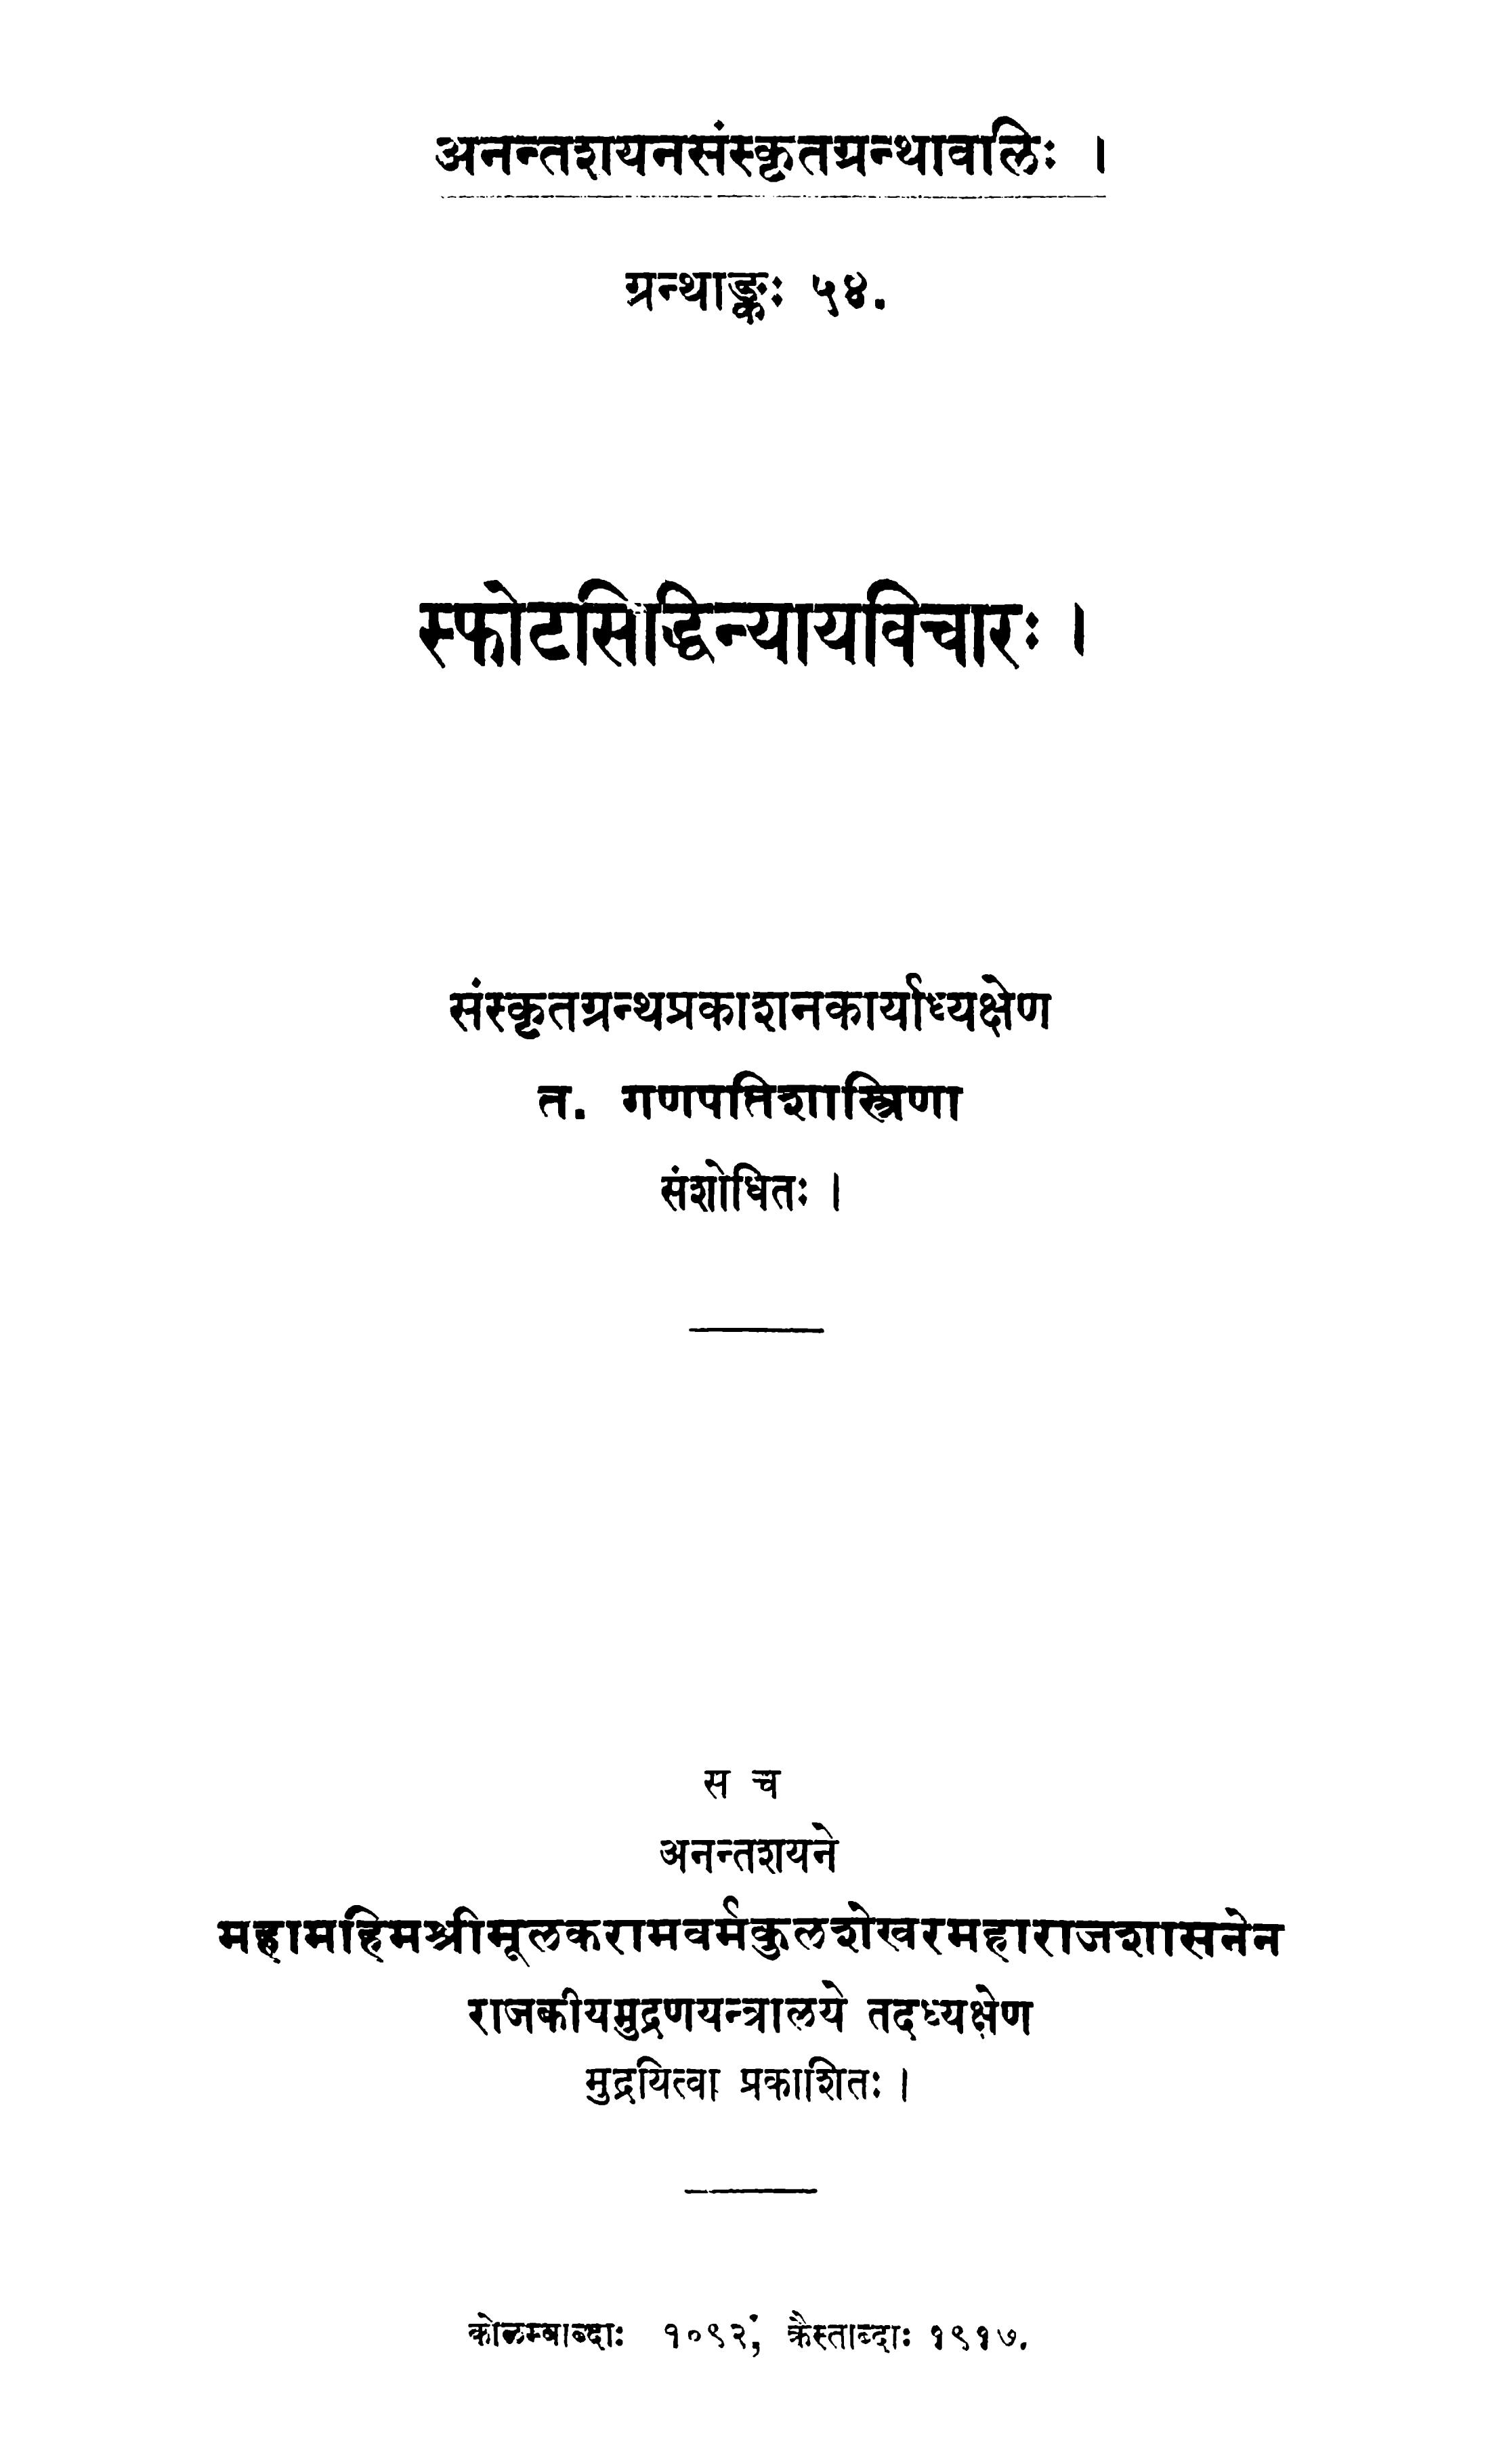 अनन्तशयनसंस्कृतग्रन्थावलिः ।
ग्रन्थाङ्कः ५४.
स्फोटसिद्धिन्यायविचारः ।
संस्कृतग्रन्थप्रकाशनकार्याध्यक्षेण
त. गणपतिशास्त्रिणा
संशोधितः ।
स च
अनन्तशयने
महामहिमश्रीमूलकरामवर्मकुलशेखरमहाराजशासनेन
राजकीयमुद्रणयन्त्रालये तदध्यक्षेण
मुद्रयित्वा प्रकाशितः ।
कोळम्बाब्दाः १०९२; क्रैस्ताब्दाः १९१७.